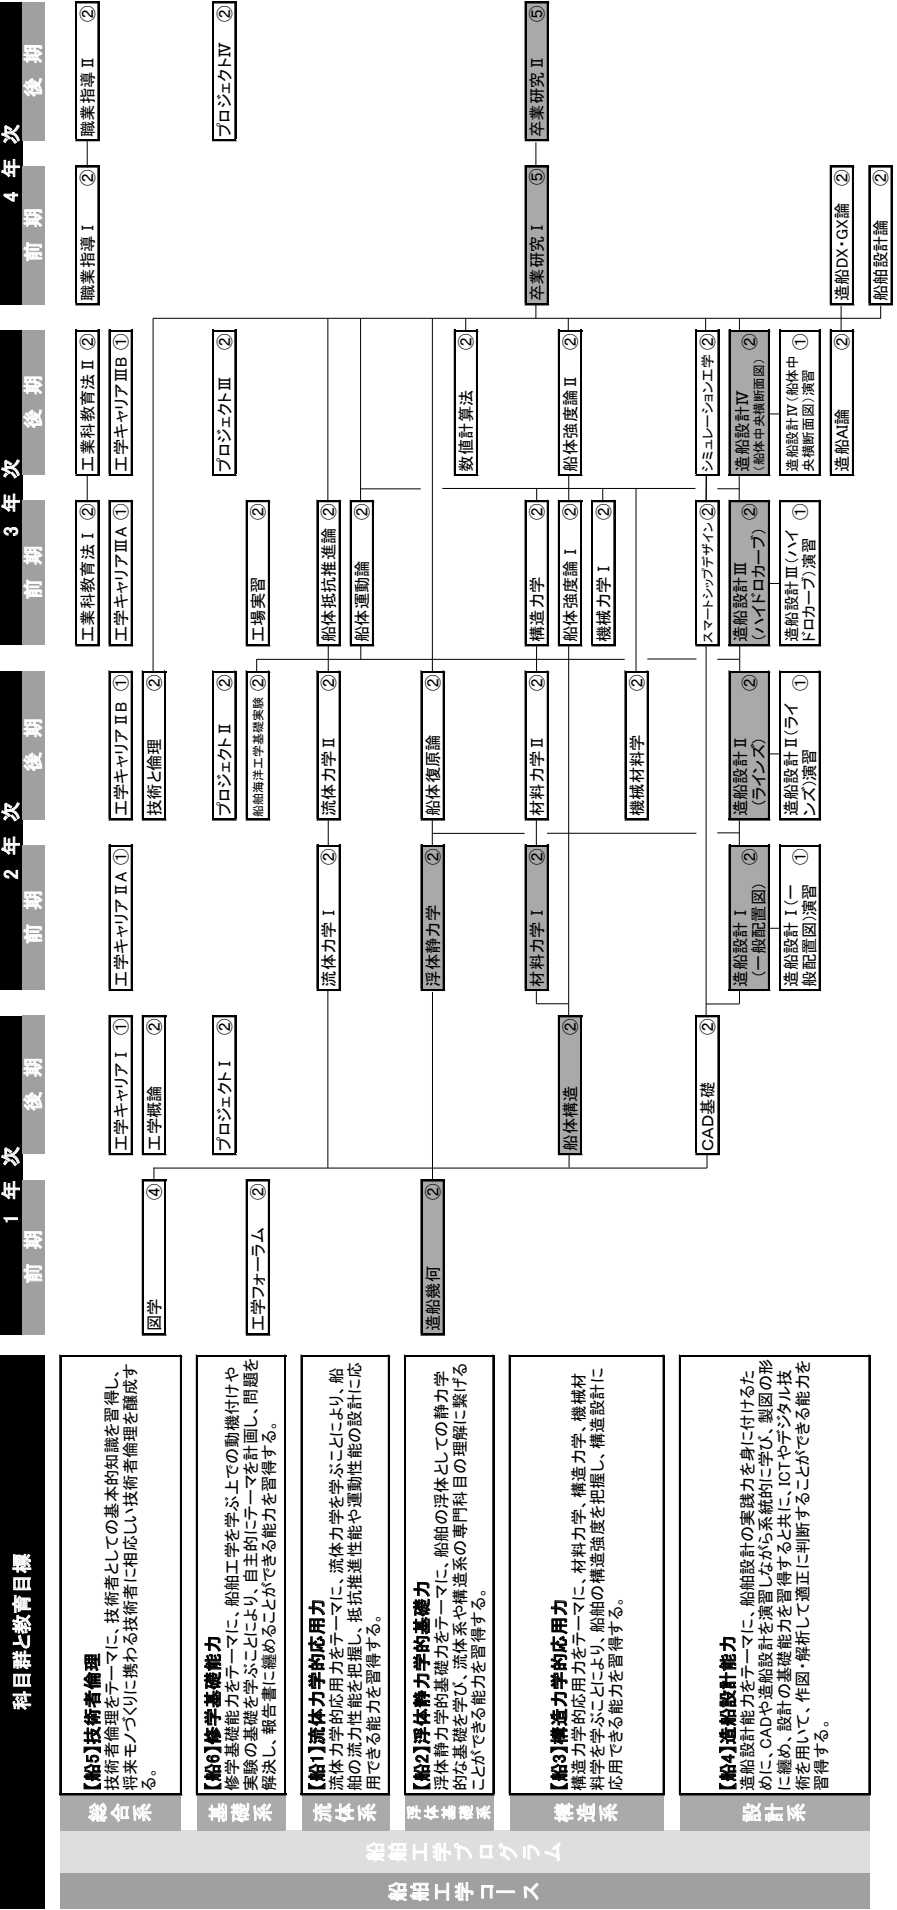 科目群と教育目標
1 年 次
2 年 次
3 年 次
4 年 次
前 期
後 期
前 期
後 期
前 期
後 期
前 期
後 期
船舶工学コース
船舶工学プログラム
総合系
【船5】技術者倫理
技術者倫理をテーマに、技術者としての基本的知識を習得し、
将来モノづくりに携わる技術者に相応しい技術者倫理を醸成す
る。
工業科教育法Ⅰ ②
工業科教育法Ⅱ ②
職業指導Ⅰ ②
職業指導Ⅱ ②
工学キャリアⅠ ①
工学キャリアⅡA ①
工学キャリアⅡB ①
工学キャリアⅢA ①
工学キャリアⅢB ①
図学 ④
工学概論 ②
技術と倫理 ②
基礎系
【船6】修学基礎能力
修学基礎能力をテーマに、船舶工学を学ぶ上での動機付けや
実験の基礎を学ぶことにより、自主的にテーマを計画し、問題を
解決し、報告書に纏めることができる能力を習得する。
プロジェクトⅠ ②
プロジェクトⅡ ②
プロジェクトⅢ ②
プロジェクトⅣ ②
工学フォーラム ②
船舶海洋工学基礎実験 ②
工場実習 ②
流体系
【船1】流体力学的応用力
流体力学的応用力をテーマに、流体力学を学ぶことにより、船
舶の流力性能を把握し、抵抗推進性能や運動性能の設計に応
用できる能力を習得する。
流体力学Ⅰ ②
流体力学Ⅱ ②
船体抵抗推進論 ②
船体運動論 ②
浮体基礎系
【船2】浮体静力学的基礎力
浮体静力学的基礎力をテーマに、船舶の浮体としての静力学
的な基礎を学び、流体系や構造系の専門科目の理解に繋げる
ことができる能力を習得する。
造船幾何 ②
浮体静力学 ②
船体復原論 ②
数値計算法 ②
構造系
【船3】構造力学的応用力
構造力学的応用力をテーマに、材料力学、構造力学、機械材
料学を学ぶことにより、船舶の構造強度を把握し、構造設計に
応用できる能力を習得する。
材料力学Ⅰ ②
材料力学Ⅱ ②
構造力学 ②
卒業研究Ⅰ ⑤
卒業研究Ⅱ ⑤
船体構造 ②
船体強度論Ⅰ ②
船体強度論Ⅱ ②
機械力学Ⅰ ②
機械材料学 ②
設計系
【船4】造船設計能力
造船設計能力をテーマに、船舶設計の実践力を身に付けるた
めに、CADや造船設計を演習しながら系統的に学び、製図の形
に纏め、設計の基礎能力を習得すると共に、ICTやデジタル技
術を用いて、作図・解析して適正に判断することができる能力を
習得する。
CAD基礎 ②
スマートシップデザイン ②
シミュレーション工学 ②
造船設計Ⅰ ②
(一般配置図)
造船設計Ⅱ ②
(ラインズ)
造船設計Ⅲ ②
(ハイドロカーブ)
造船設計Ⅳ ②
(船体中央横断面図)
造船設計Ⅰ(一 ①
般配置図)演習
造船設計Ⅱ(ライ ①
ンズ)演習
造船設計Ⅲ(ハイ ①
ドロカーブ)演習
造船設計Ⅳ(船体中 ①
央横断面図)演習
造船AI論 ②
造船DX・GX論 ②
船舶設計論 ②